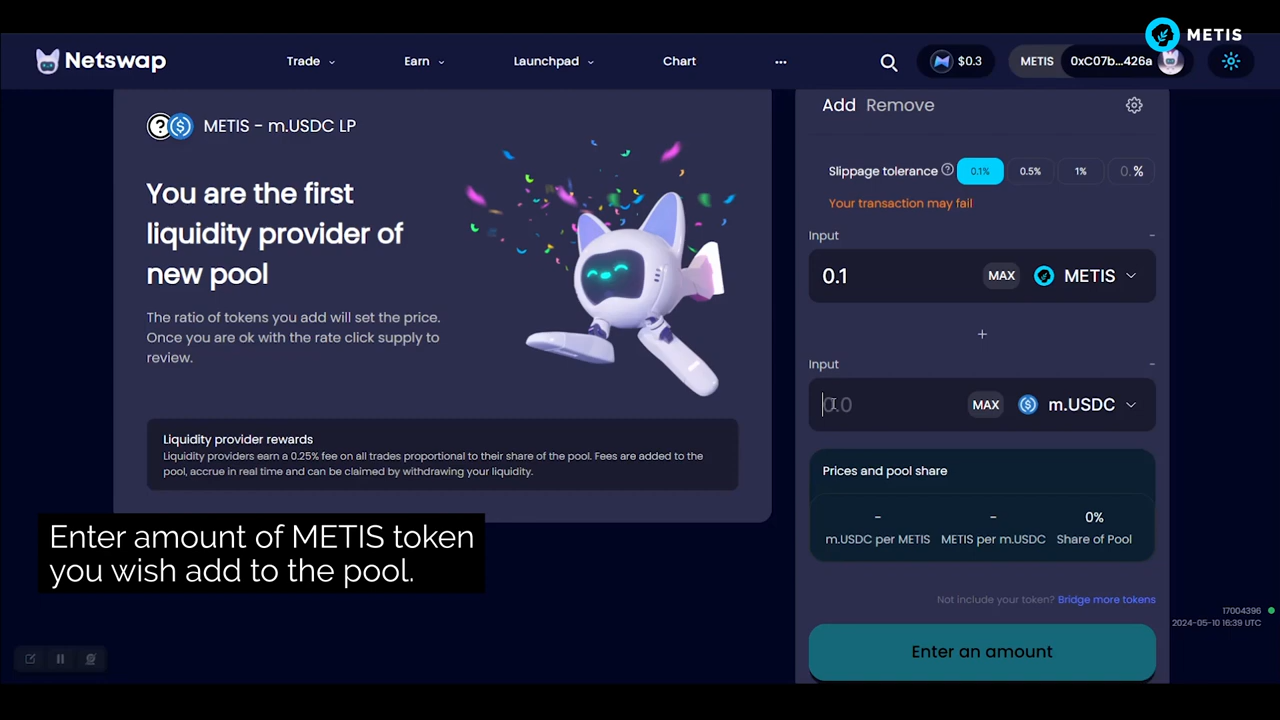 METIS
Netswap
Trade
Earn
Launchpad
Chart
...
$0.3
METIS
0xC07b...426a
METIS - m.USDC LP
You are the first
liquidity provider of
new pool
The ratio of tokens you add will set the price.
Once you are ok with the rate click supply to
review.
Liquidity provider rewards
Liquidity providers earn a 0.25% fee on all trades proportional to their share of the pool. Fees are added to the
pool, accrue in real time and can be claimed by withdrawing your liquidity.
Enter amount of METIS token
you wish add to the pool.
Add Remove
Slippage tolerance ? 0.1% 0.5% 1% 0. %
Your transaction may fail
Input -
0.1 MAX METIS
+
Input -
0.0 MAX m.USDC
Prices and pool share
- - 0%
m.USDC per METIS METIS per m.USDC Share of Pool
Not include your token? Bridge more tokens
Enter an amount
17004396
2024-05-10 16:39 UTC